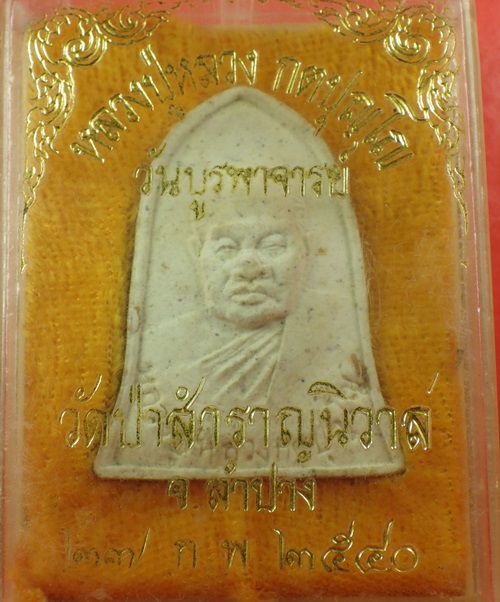 หลวงปู่หลวง กตปุญฺโญ
วันบูรพาจารย์
วัดป่าสำราญนิวาส
จ.ลำปาง
๒๓ ก พ ๒๕๔๐